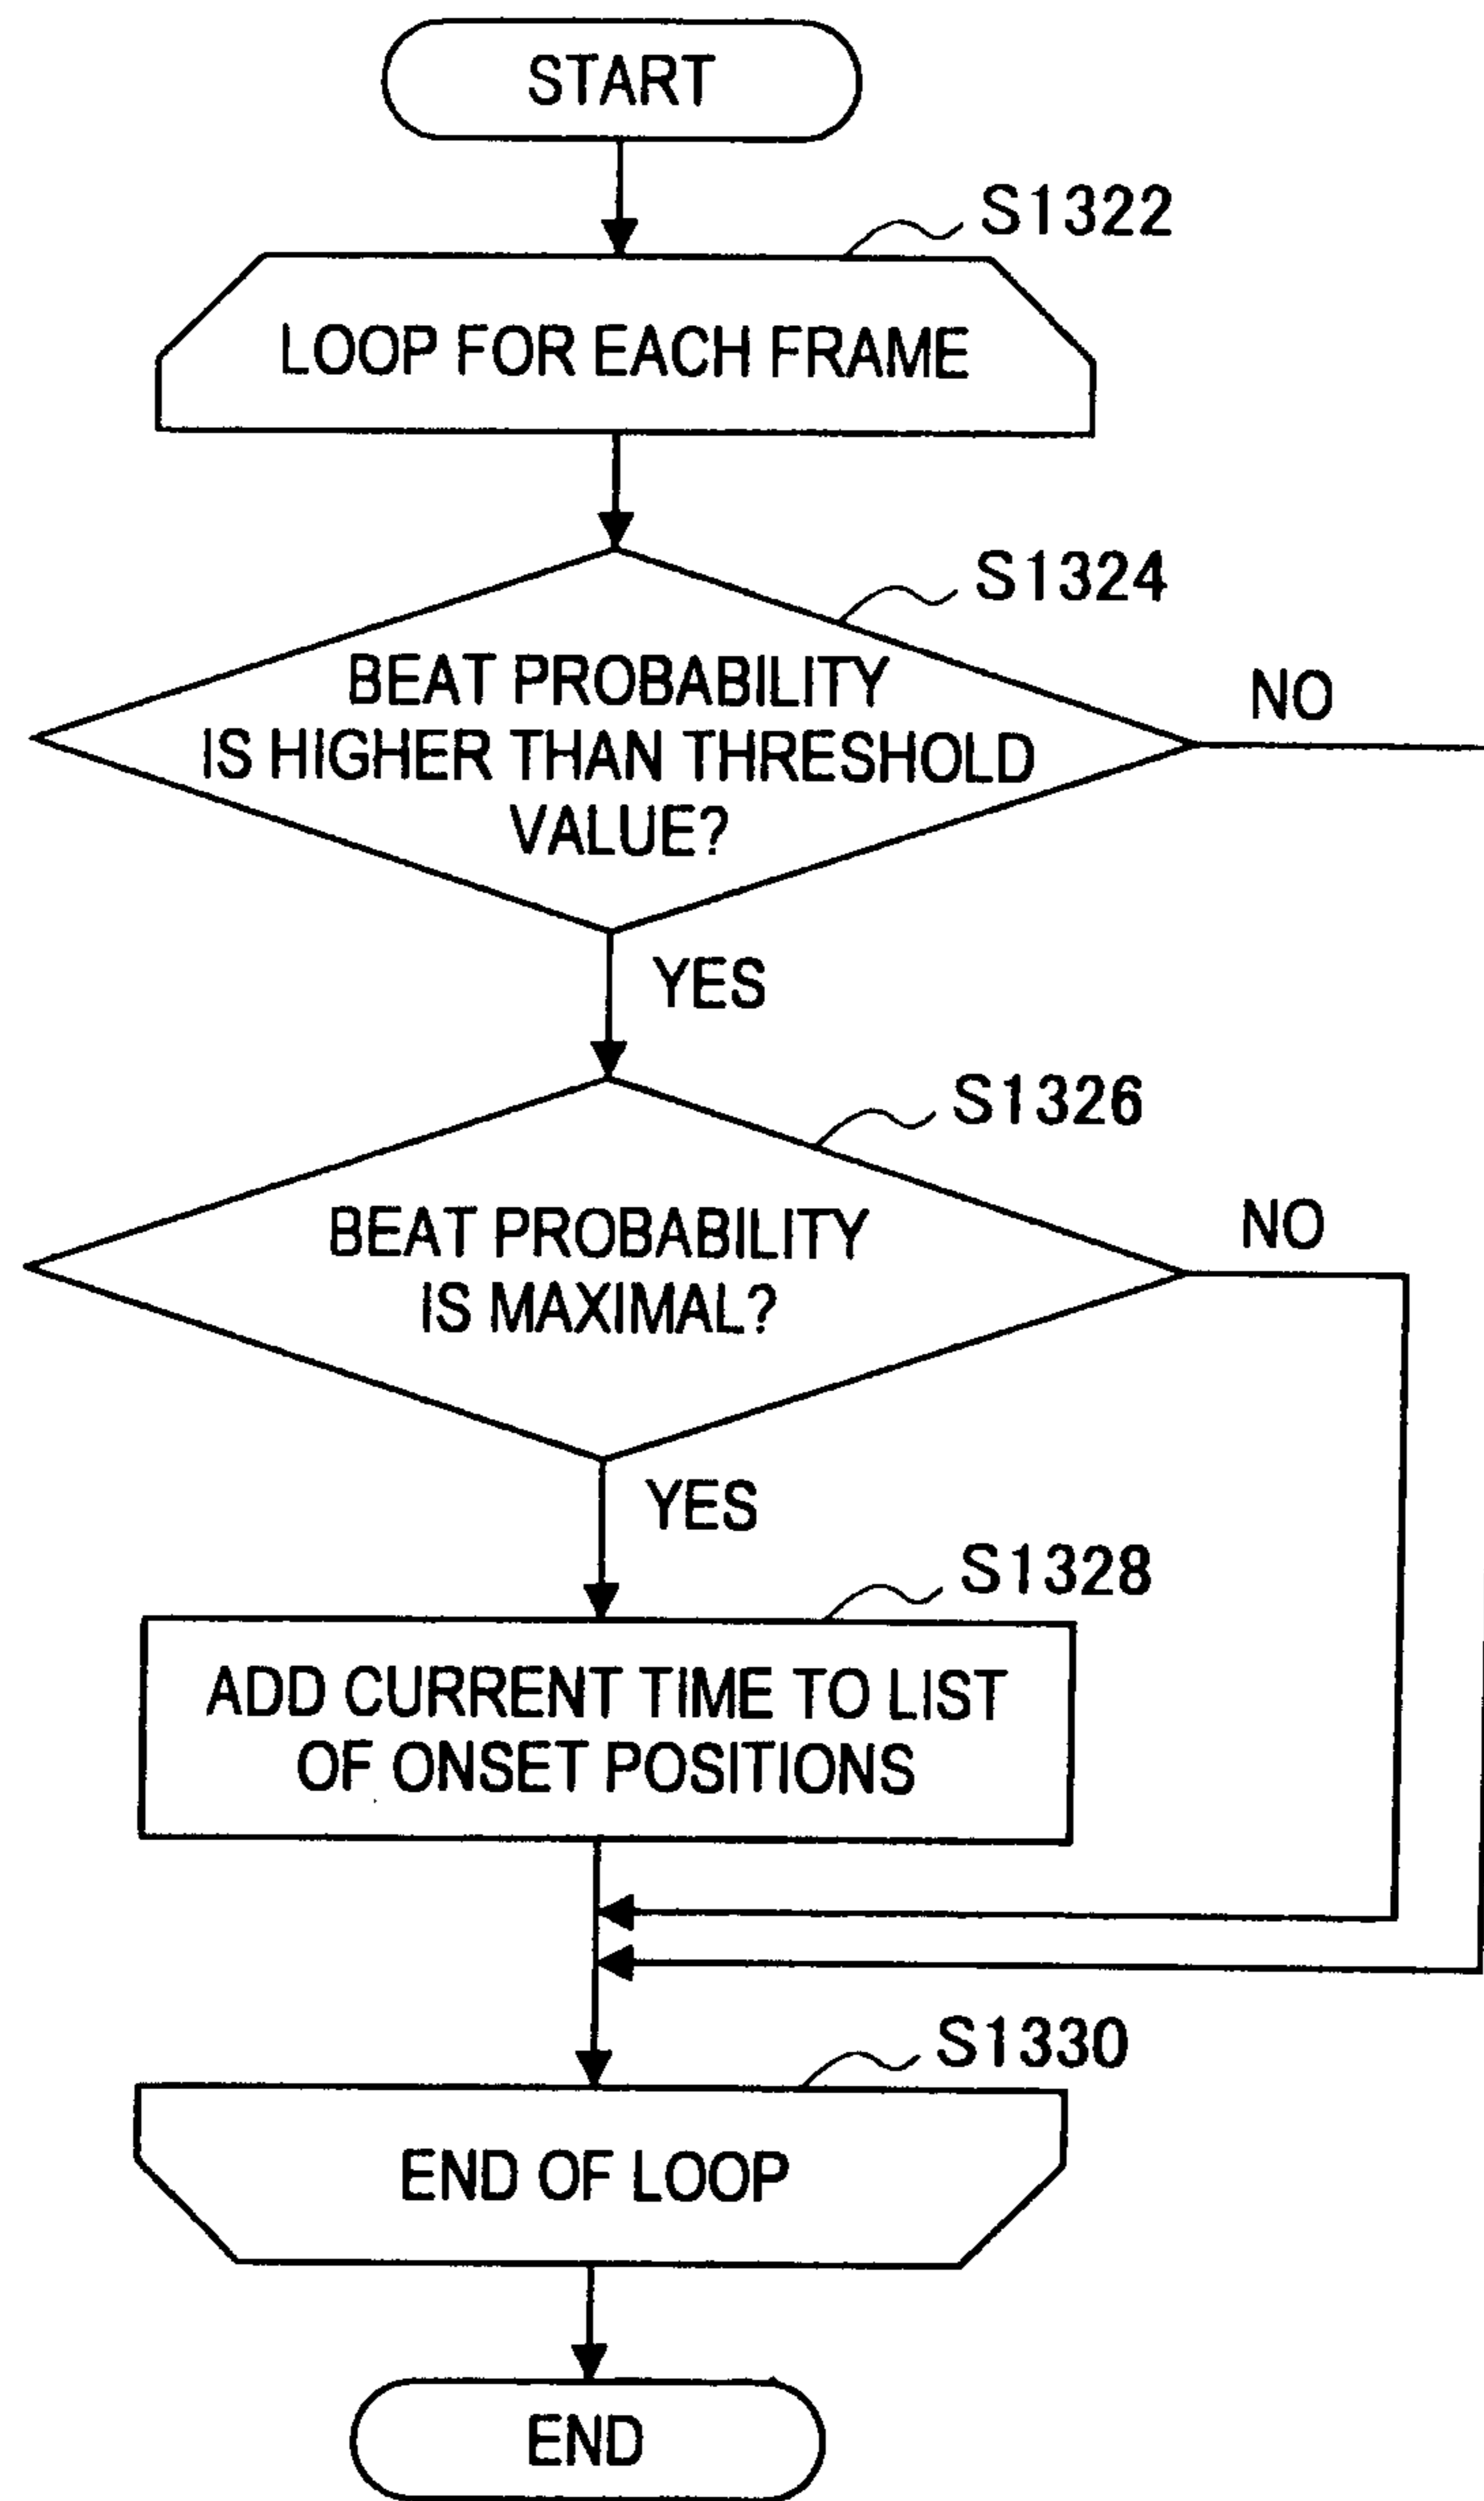 START
S1322
LOOP FOR EACH FRAME
S1324
BEAT PROBABILITY
IS HIGHER THAN THRESHOLD
VALUE?
NO
YES
S1326
BEAT PROBABILITY
IS MAXIMAL?
NO
YES
S1328
ADD CURRENT TIME TO LIST
OF ONSET POSITIONS
S1330
END OF LOOP
END